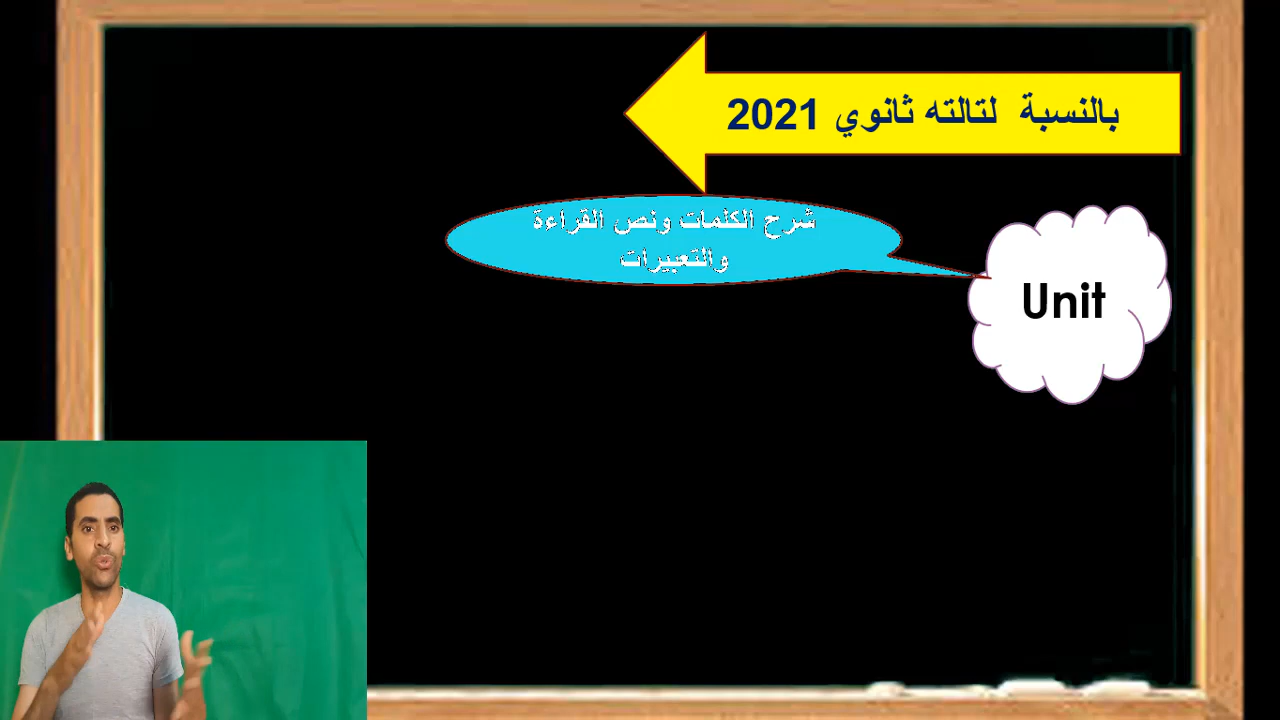 بالنسبة لتالته ثانوي 2021
شرح الكلمات ونص القراءة
والتعبيرات
Unit